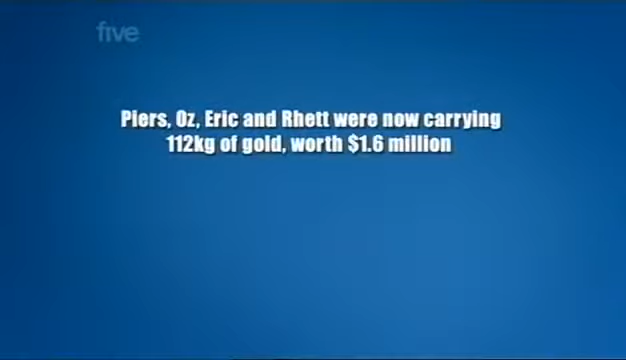 five
Piers, Oz, Eric and Rhett were now carrying
112kg of gold, worth $1.6 million